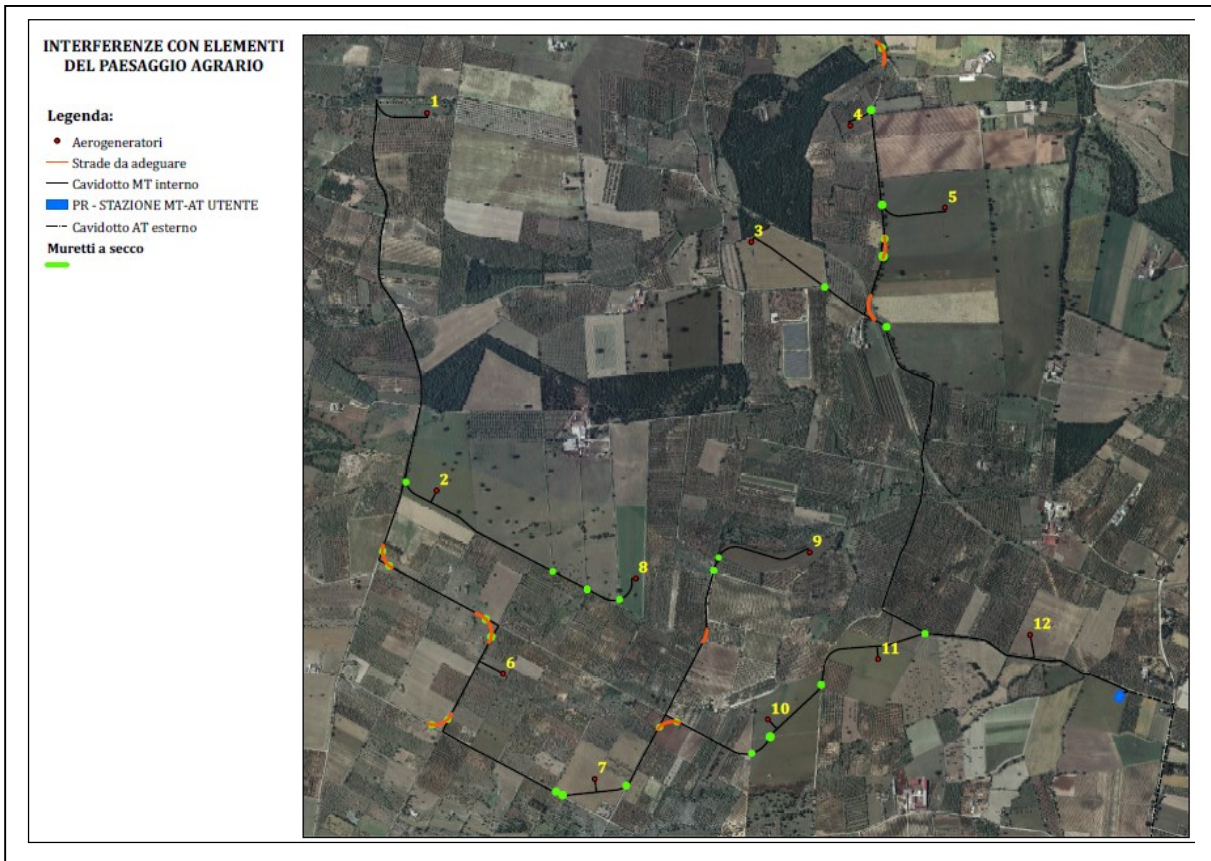 INTERFERENZE CON ELEMENTI
DEL PAESAGGIO AGRARIO
Legenda:
Aerogeneratori
Strade da adeguare
Cavidotto MT interno
PR - STAZIONE MT-AT UTENTE
Cavidotto AT esterno
Muretti a secco
1
4
5
3
2
9
8
12
11
6
10
7